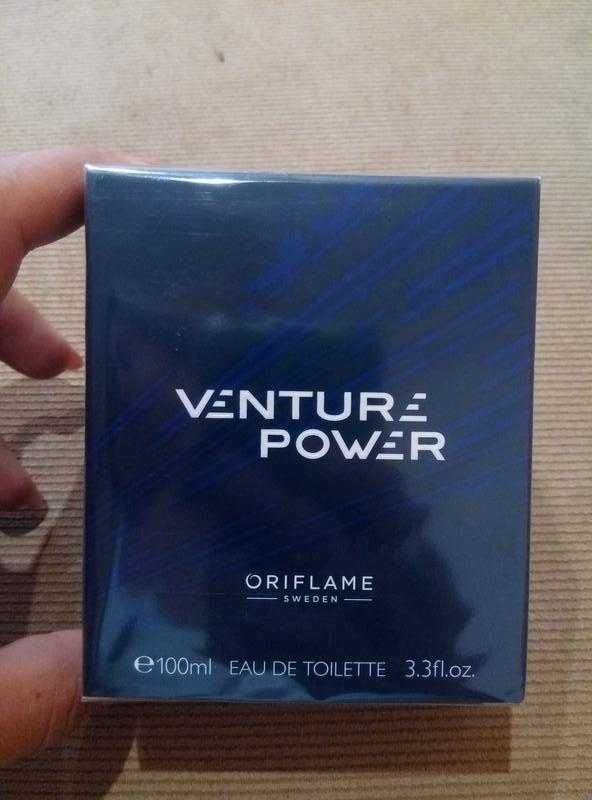 VENTURE
POWER
ORIFLAME
SWEDEN
℮100ml EAU DE TOILETTE 3.3fl.oz.